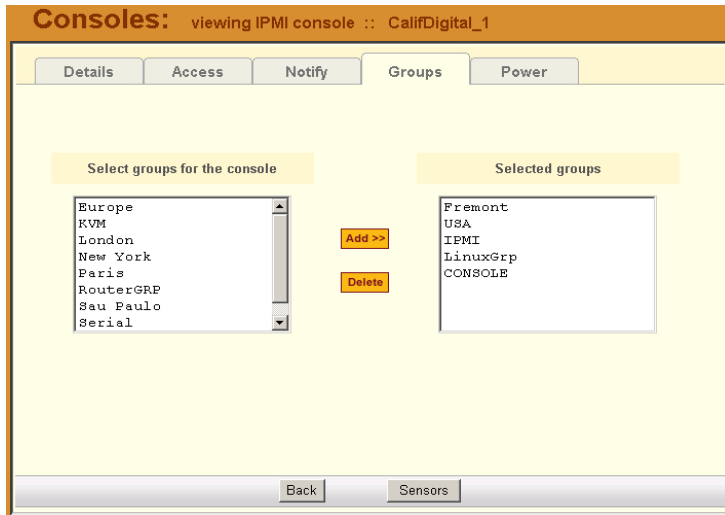 Consoles: viewing IPMI console :: CalifDigital_1
Details Access Notify Groups Power
Select groups for the console
Selected groups
Europe
KVM
London
New York
Paris
RouterGRP
Sau Paulo
Serial
Add >>
Delete
Fremont
USA
IPMI
LinuxGrp
CONSOLE
Back Sensors